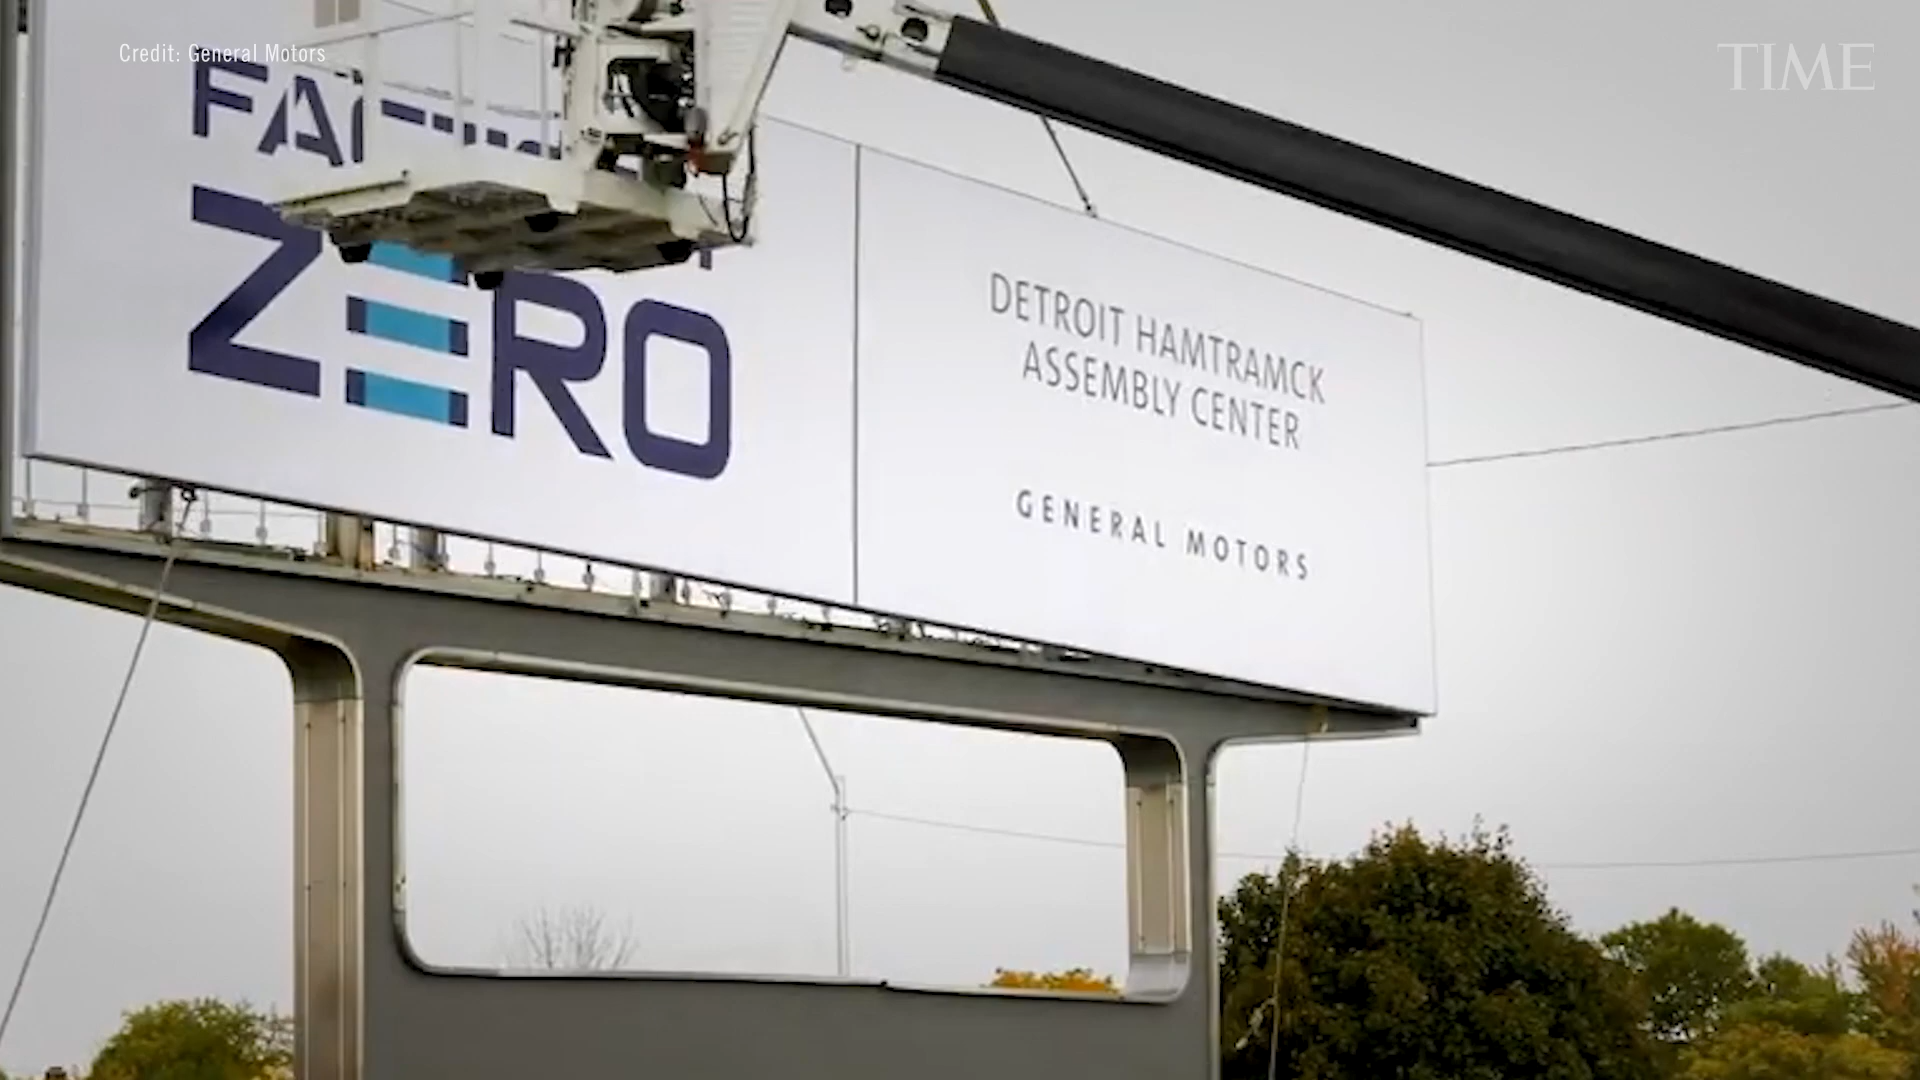 Credit: General Motors
TIME
ZERO
DETROIT HAMTRAMCK
ASSEMBLY CENTER
GENERAL MOTORS